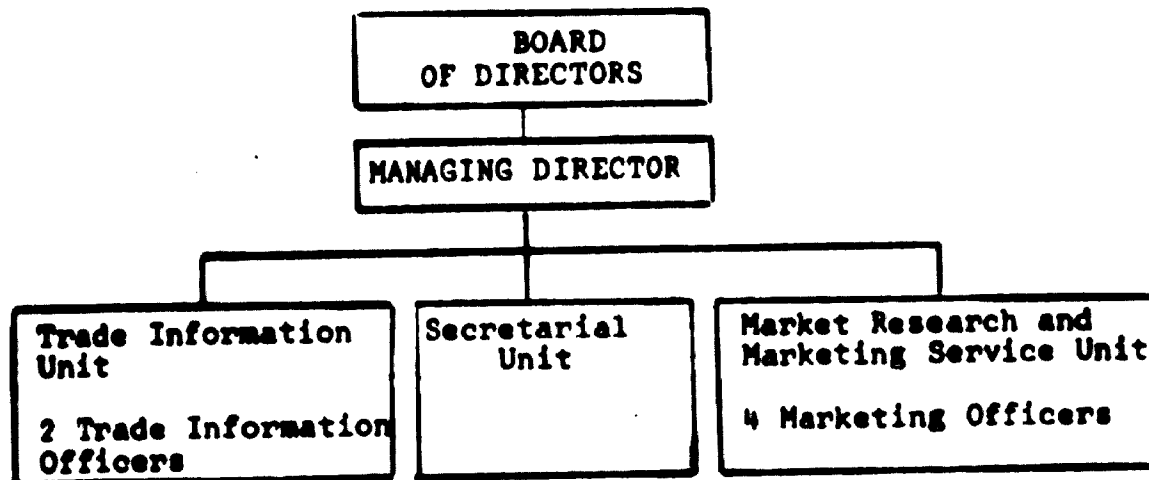 BOARD
OF DIRECTORS
MANAGING DIRECTOR
Trade Information
Unit
2 Trade Information
Officers
Secretarial
Unit
Market Research and
Marketing Service Unit
4 Marketing Officers